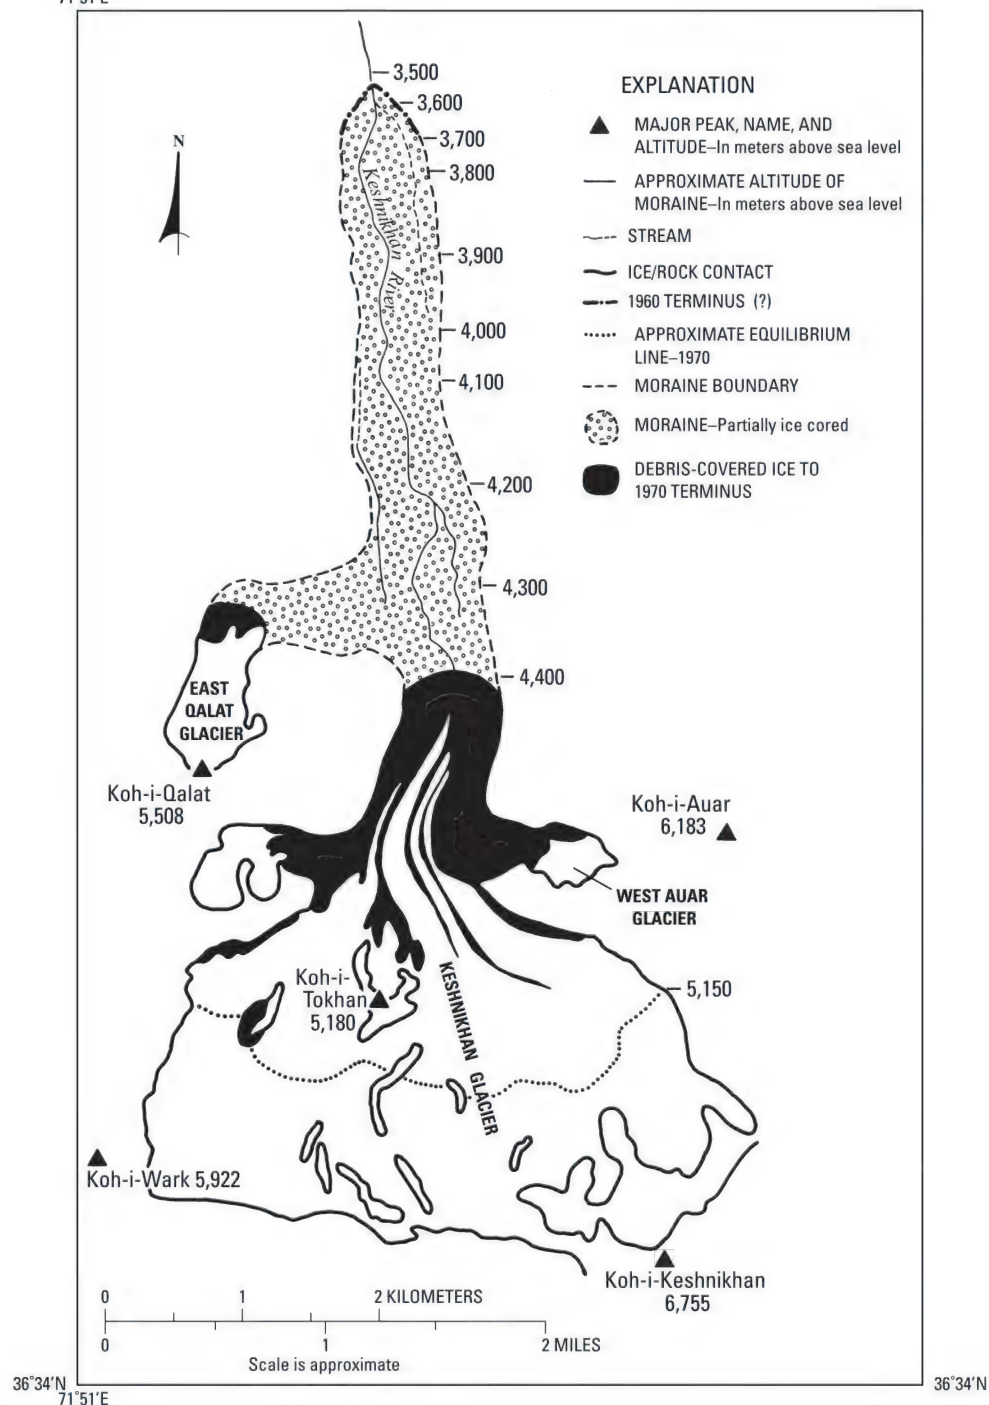 3,500
3,600
3,700
3,800
3,900
4,000
4,100
4,200
4,300
4,400
N
Keshnikhan River
EXPLANATION
MAJOR PEAK, NAME, AND
ALTITUDE–In meters above sea level
APPROXIMATE ALTITUDE OF
MORAINE–In meters above sea level
STREAM
ICE/ROCK CONTACT
1960 TERMINUS (?)
APPROXIMATE EQUILIBRIUM
LINE–1970
MORAINE BOUNDARY
MORAINE–Partially ice cored
DEBRIS-COVERED ICE TO
1970 TERMINUS
EAST
QALAT
GLACIER
Koh-i-Qalat
5,508
Koh-i-Auar
6,183
WEST AUAR
GLACIER
Koh-i-
Tokhan
5,180
KESHNIKHAN GLACIER
5,150
Koh-i-Wark 5,922
Koh-i-Keshnikhan
6,755
0 1 2 KILOMETERS
0 1 2 MILES
Scale is approximate
36°34'N
71°51'E
36°34'N